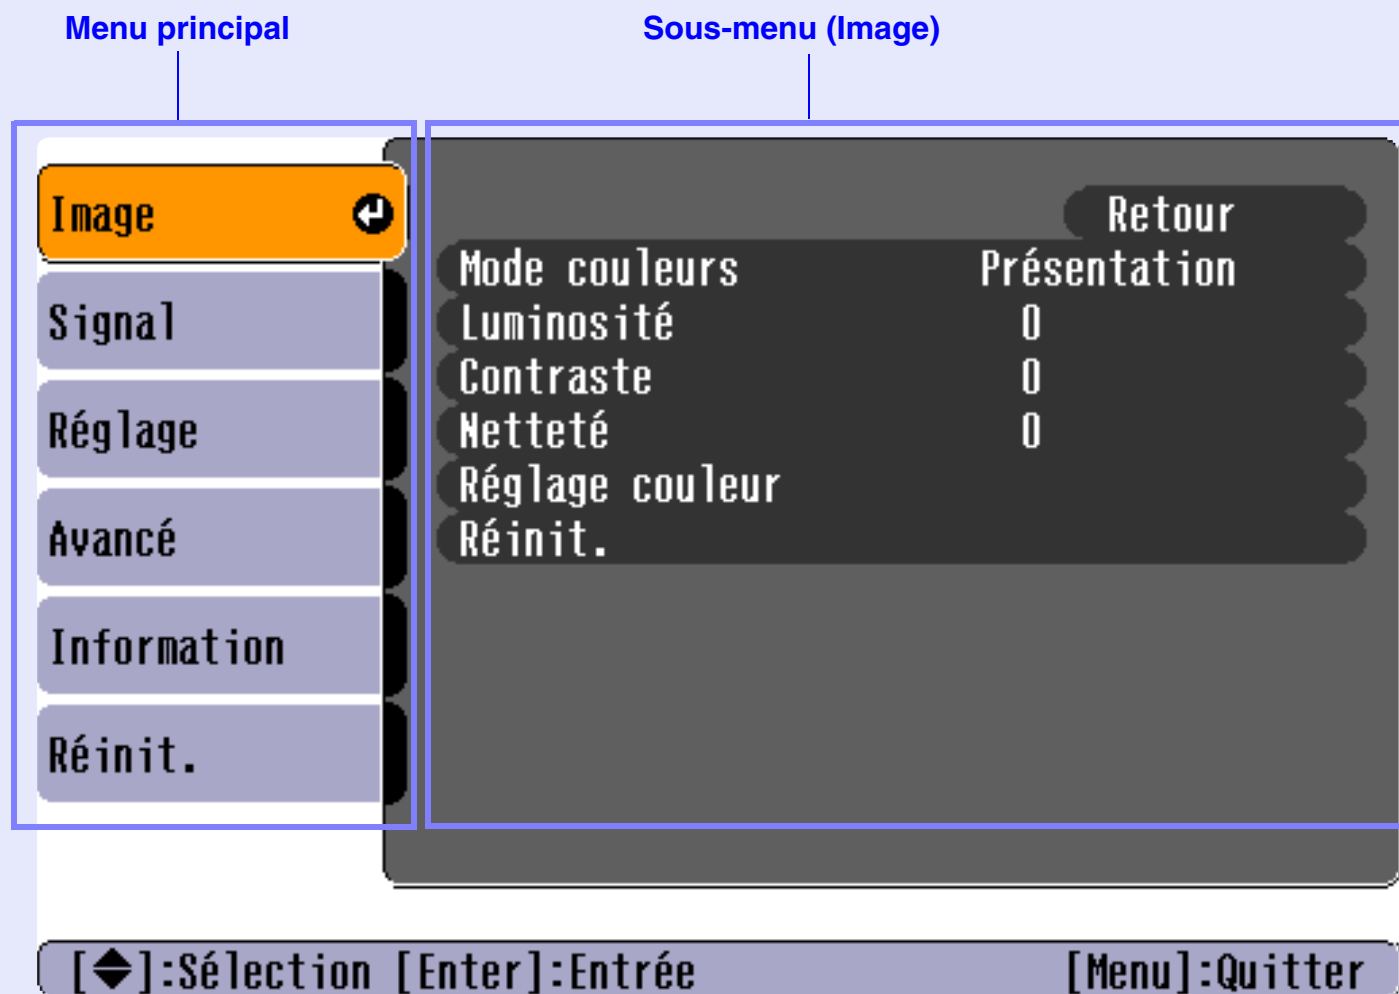 Menu principal
Sous-menu (Image)
Image
Signal
Réglage
Avancé
Information
Réinit.
Retour
Mode couleurs Présentation
Luminosité 0
Contraste 0
Netteté 0
Réglage couleur
Réinit.
[◆]:Sélection [Enter]:Entrée [Menu]:Quitter